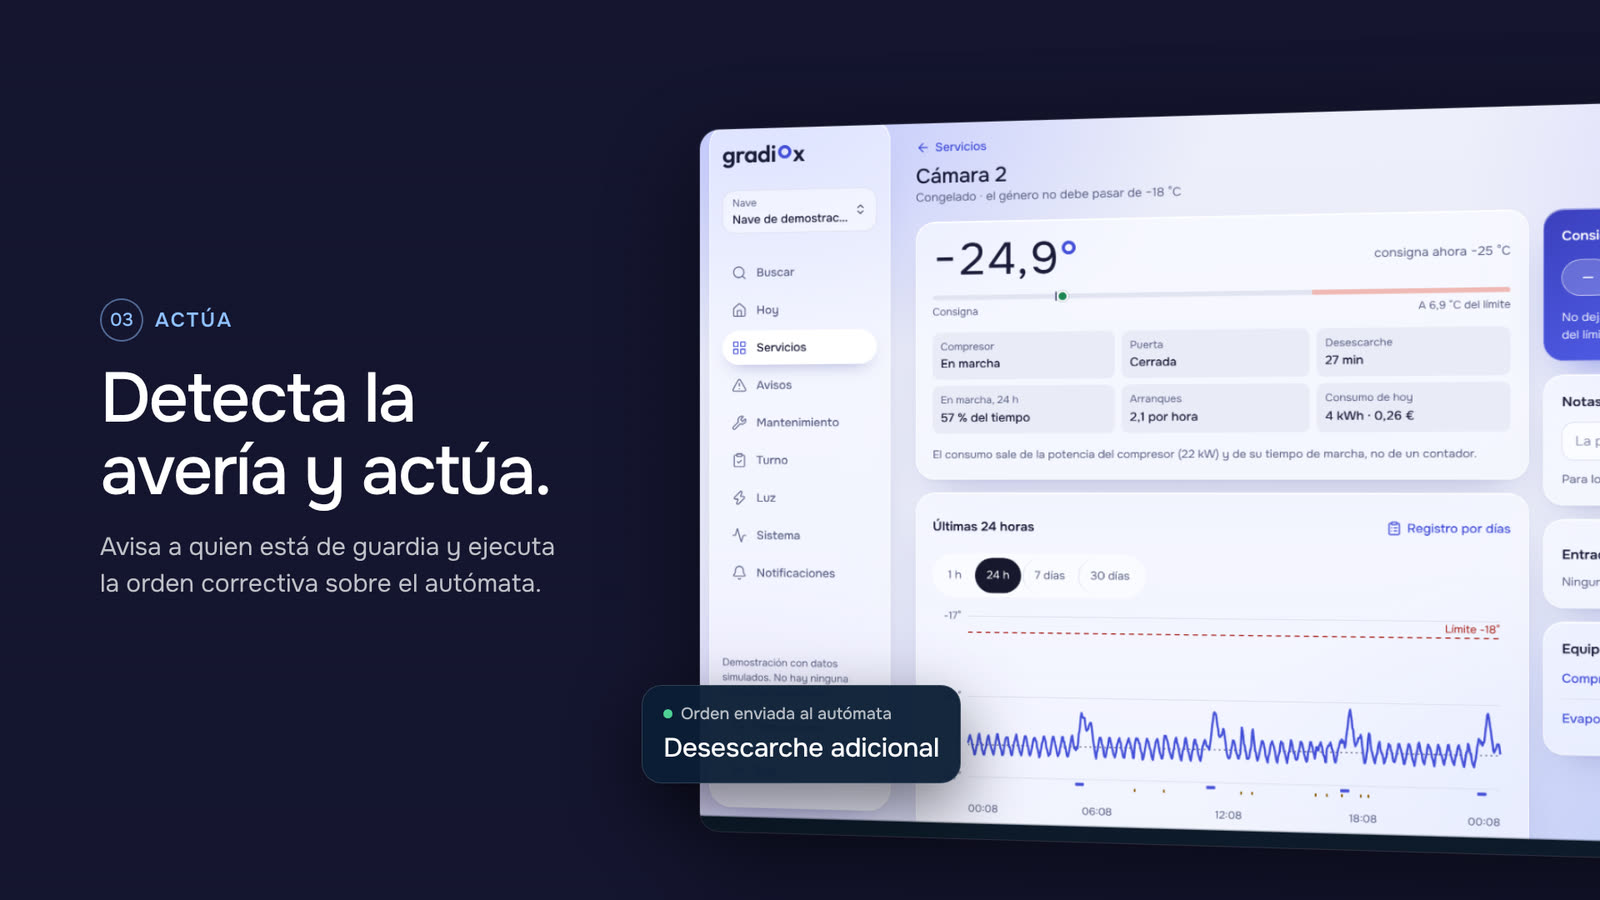 03 ACTÚA
Detecta la
avería y actúa.
Avisa a quien está de guardia y ejecuta
la orden correctiva sobre el autómata.
gradiox
Nave
Nave de demostrac...
Buscar
Hoy
Servicios
Avisos
Mantenimiento
Turno
Luz
Sistema
Notificaciones
Demostración con datos
simulados. No hay ninguna
Orden enviada al autómata
Desescarche adicional
← Servicios
Cámara 2
Congelado · el género no debe pasar de -18 °C
-24,9°
consigna ahora -25 °C
Consigna
A 6,9 °C del límite
Compresor
En marcha
Puerta
Cerrada
Desescarche
27 min
En marcha, 24 h
57 % del tiempo
Arranques
2,1 por hora
Consumo de hoy
4 kWh · 0,26 €
El consumo sale de la potencia del compresor (22 kW) y de su tiempo de marcha, no de un contador.
Últimas 24 horas
Registro por días
1 h
24 h
7 días
30 días
-17°
Límite -18°
00:08
06:08
12:08
18:08
00:08
Consi
No dej
del lím
Notas
La p
Para lo
Entra
Ningun
Equip
Comp
Evapo